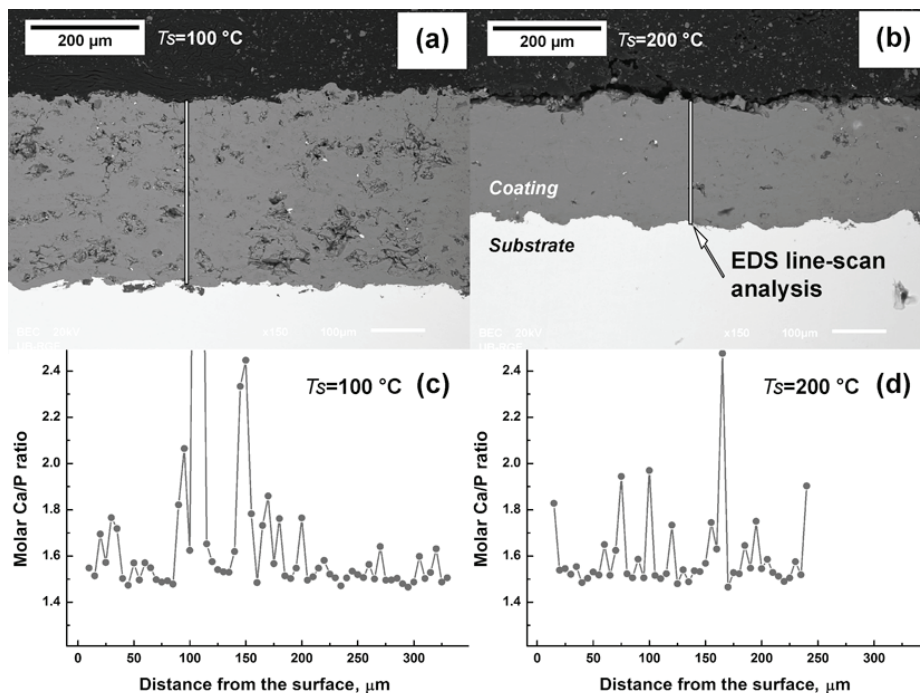 200 μm
Ts=100 °C
(a)
BEC 20kV
x150
100μm
200 μm
Ts=200 °C
(b)
Coating
Substrate
EDS line-scan
analysis
BEC 20kV
x150
100μm
2.4
2.2
2.0
1.8
1.6
1.4
Molar Ca/P ratio
Ts=100 °C
(c)
0 50 100 150 200 250 300
Distance from the surface, μm
2.4
2.2
2.0
1.8
1.6
1.4
Molar Ca/P ratio
Ts=200 °C
(d)
0 50 100 150 200 250 300
Distance from the surface, μm